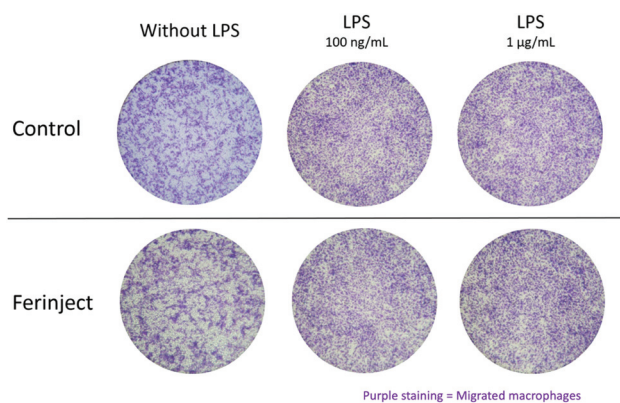 Without LPS
LPS
100 ng/mL
LPS
1 µg/mL
Control
Ferinject
Purple staining = Migrated macrophages